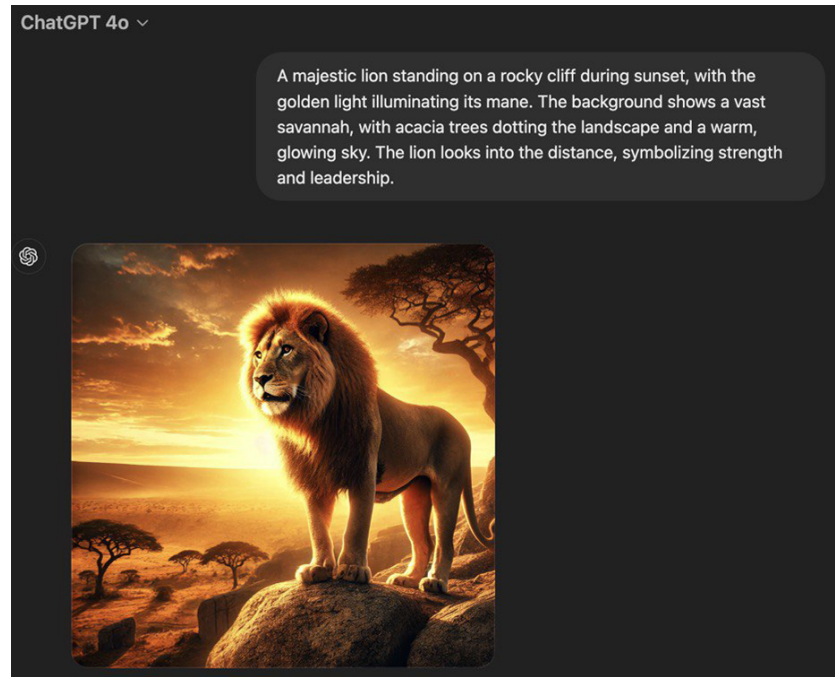 ChatGPT 4o
A majestic lion standing on a rocky cliff during sunset, with the
golden light illuminating its mane. The background shows a vast
savannah, with acacia trees dotting the landscape and a warm,
glowing sky. The lion looks into the distance, symbolizing strength
and leadership.